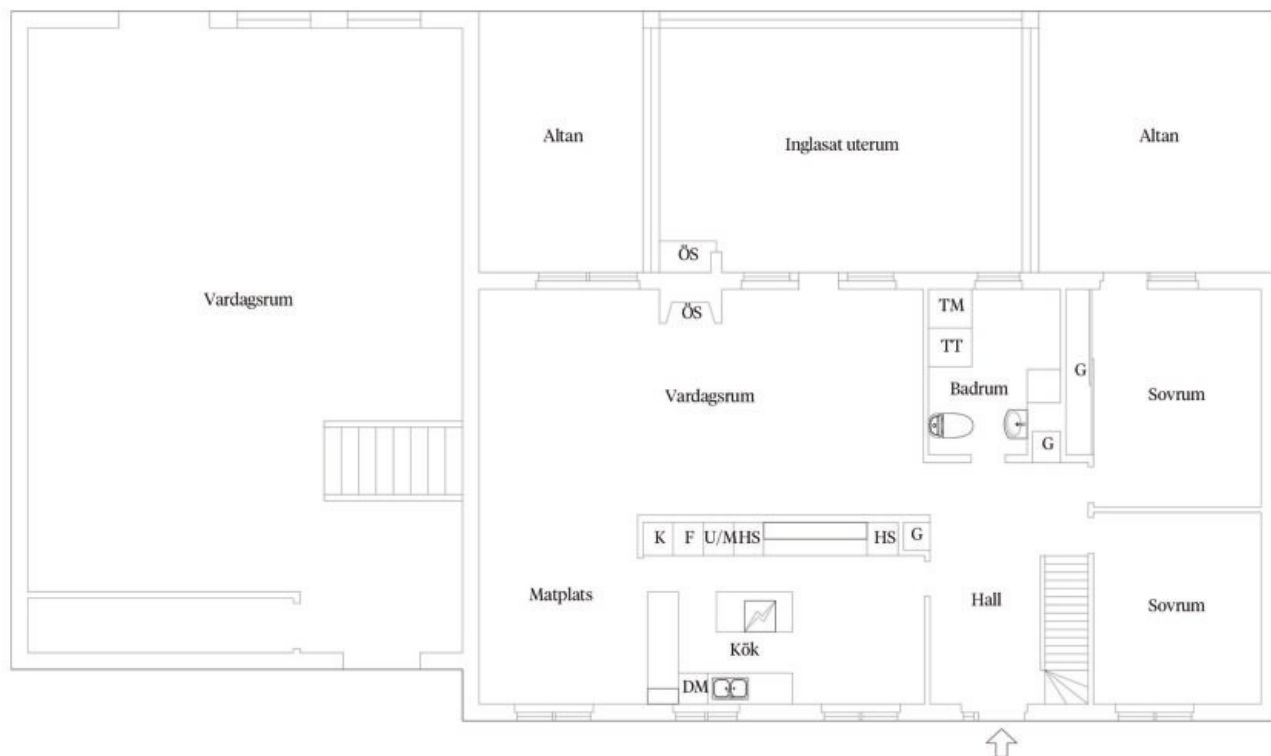 Altan
Inglasat uterum
Altan
ÖS
Vardagsrum
ÖS
TM
TT
Badrum
G
Vardagsrum
Sovrum
G
K F U/M HS HS G
Matplats
Hall
Sovrum
Kök
DM